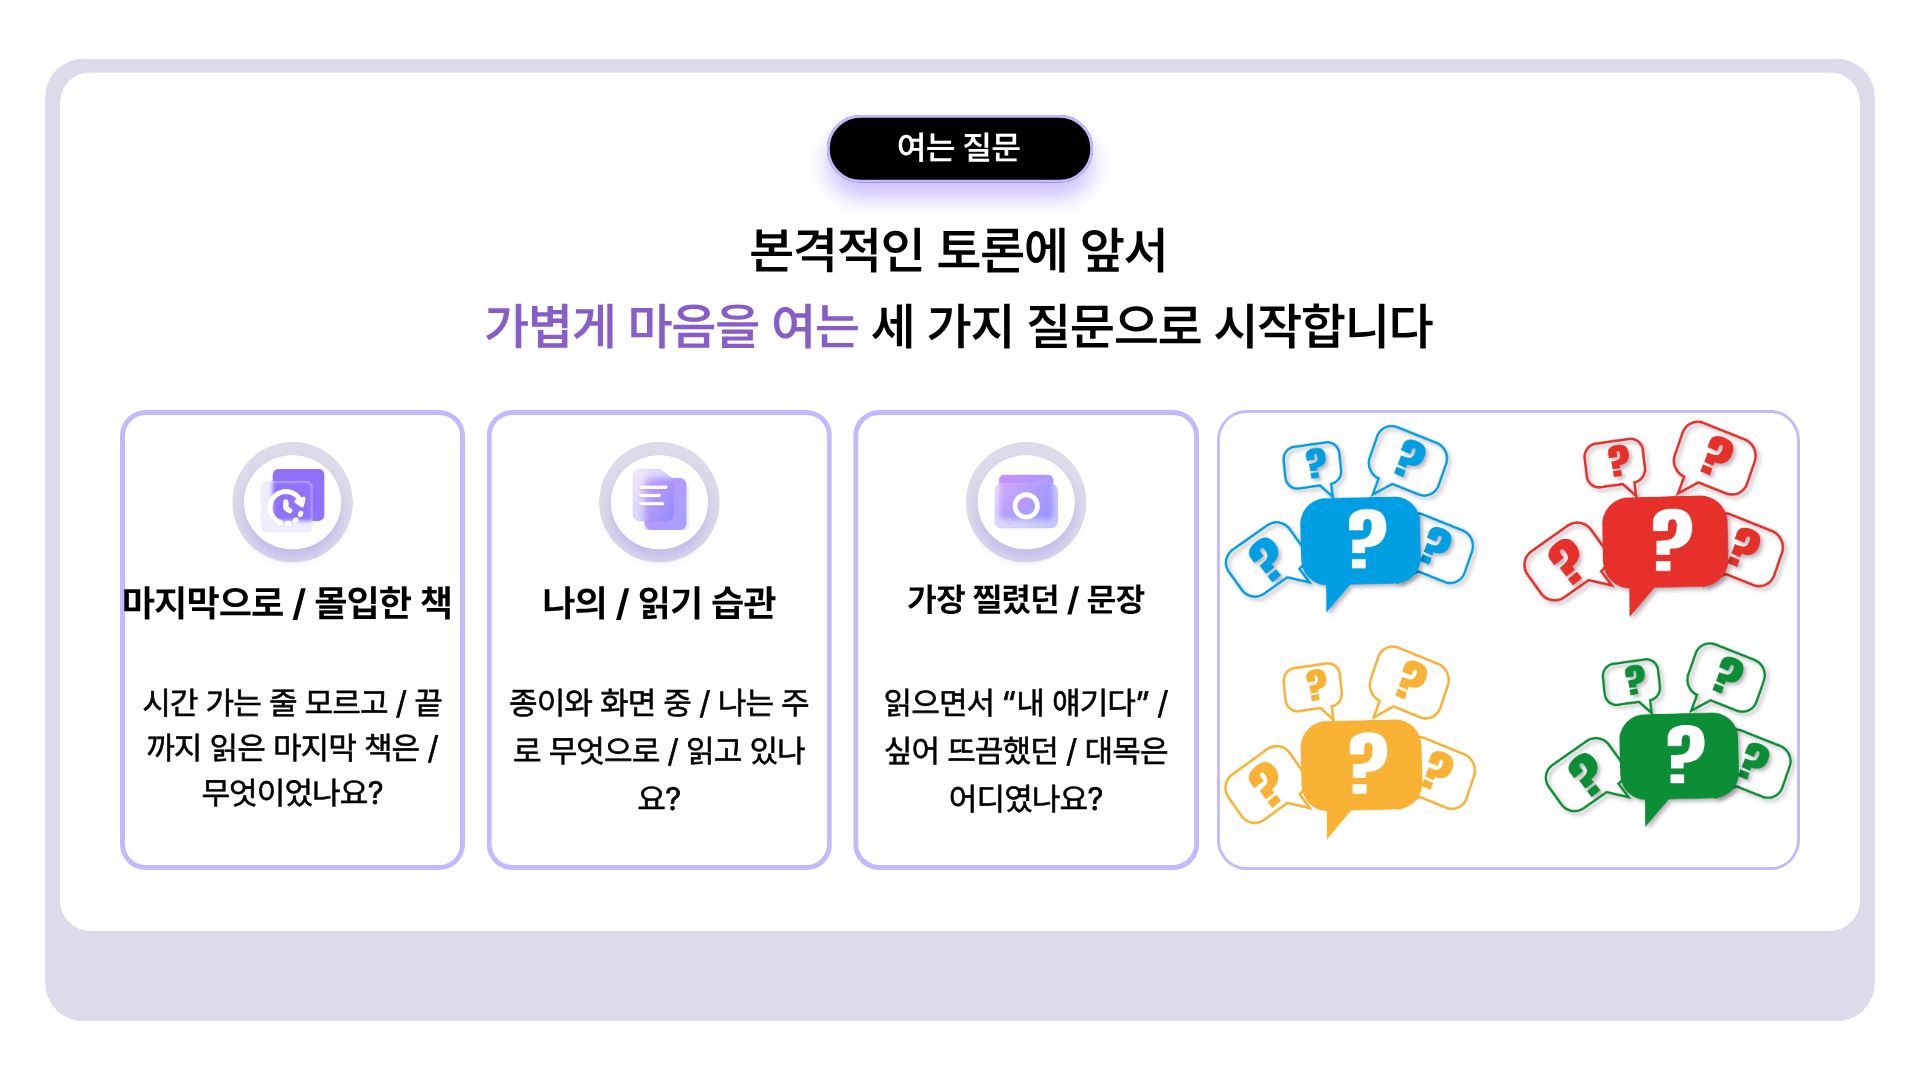 여는 질문
본격적인 토론에 앞서
가볍게 마음을 여는 세 가지 질문으로 시작합니다
마지막으로 / 몰입한 책
시간 가는 줄 모르고 / 끝
까지 읽은 마지막 책은 /
무엇이었나요?
나의 / 읽기 습관
종이와 화면 중 / 나는 주
로 무엇으로 / 읽고 있나
요?
가장 찔렸던 / 문장
읽으면서 “내 얘기다” /
싶어 뜨끔했던 / 대목은
어디였나요?
? ?
? ? ?
? ?
? ? ?
? ?
? ? ?
? ?
? ? ?